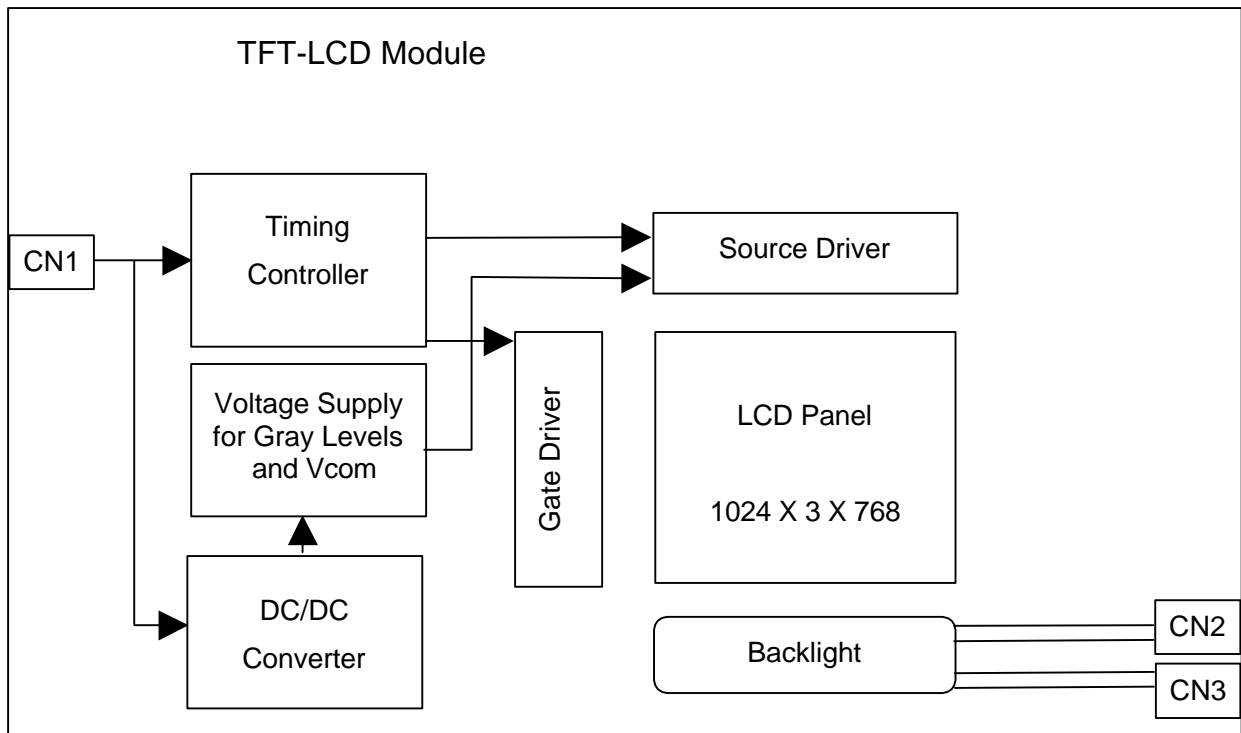 TFT-LCD Module
CN1
Timing
Controller
Source Driver
Voltage Supply
for Gray Levels
and Vcom
Gate Driver
LCD Panel
1024 X 3 X 768
DC/DC
Converter
Backlight
CN2
CN3